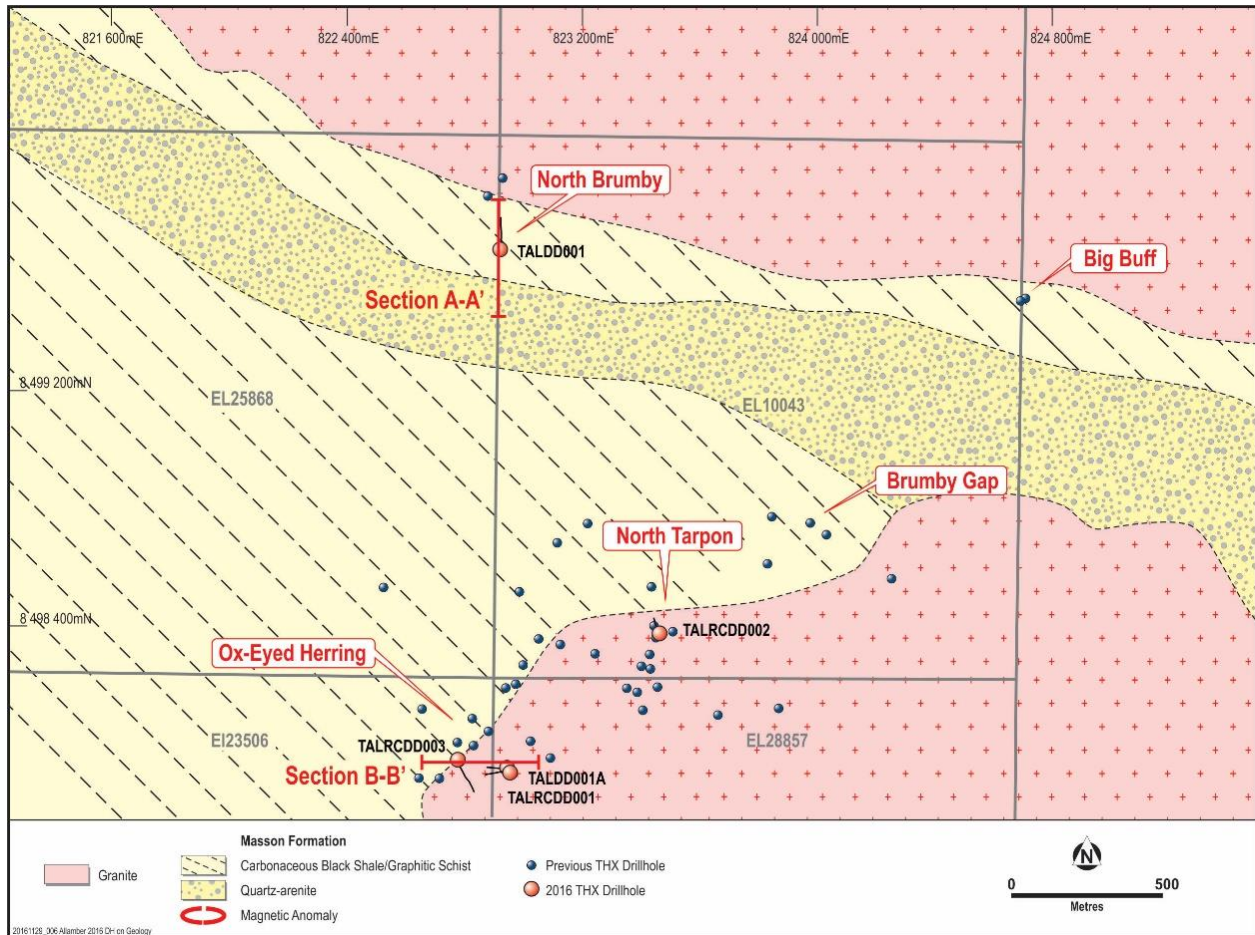 821 600mE
822 400mE
823 200mE
824 000mE
824 800mE
North Brumby
TALDD001
Big Buff
Section A-A'
8 499 200mN
EL25868
EL10043
Brumby Gap
North Tarpon
8 498 400mN
TALRCDD002
Ox-Eyed Herring
EI23506
TALRCDD003
EL28857
Section B-B'
TALDD001A
TALRCDD001
Masson Formation
Granite
Carbonaceous Black Shale/Graphitic Schist
Quartz-arenite
Magnetic Anomaly
Previous THX Drillhole
2016 THX Drillhole
N
0
500
Metres
20161129_006 Allamber 2016 DH on Geology